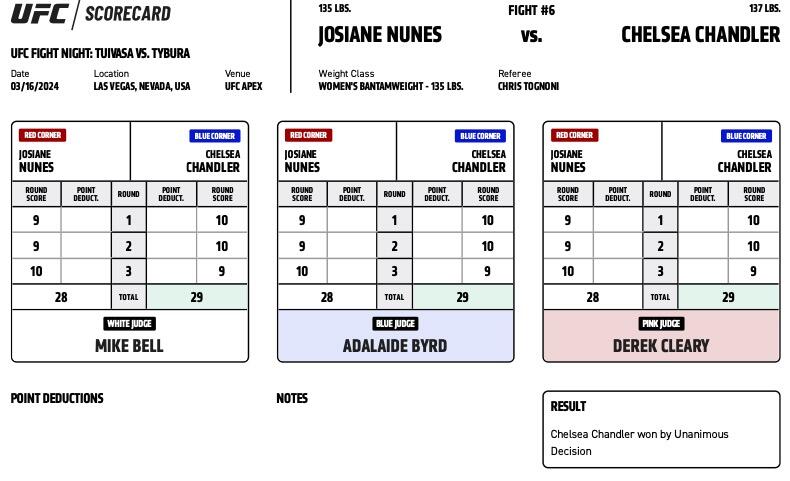 UFC / SCORECARD
UFC FIGHT NIGHT: TUIVASA VS. TYBURA
Date Location Venue
03/16/2024 LAS VEGAS, NEVADA, USA UFC APEX
135 LBS. FIGHT #6 137 LBS.
JOSIANE NUNES vs. CHELSEA CHANDLER
Weight Class Referee
WOMEN'S BANTAMWEIGHT - 135 LBS. CHRIS TOGNONI
RED CORNER BLUE CORNER
JOSIANE CHELSEA
NUNES CHANDLER
ROUND POINT ROUND POINT ROUND
SCORE DEDUCT. DEDUCT. SCORE
9 1 10
9 2 10
10 3 9
28 TOTAL 29
WHITE JUDGE
MIKE BELL
RED CORNER BLUE CORNER
JOSIANE CHELSEA
NUNES CHANDLER
ROUND POINT ROUND POINT ROUND
SCORE DEDUCT. DEDUCT. SCORE
9 1 10
9 2 10
10 3 9
28 TOTAL 29
BLUE JUDGE
ADALAIDE BYRD
RED CORNER BLUE CORNER
JOSIANE CHELSEA
NUNES CHANDLER
ROUND POINT ROUND POINT ROUND
SCORE DEDUCT. DEDUCT. SCORE
9 1 10
9 2 10
10 3 9
28 TOTAL 29
PINK JUDGE
DEREK CLEARY
POINT DEDUCTIONS
NOTES
RESULT
Chelsea Chandler won by Unanimous
Decision